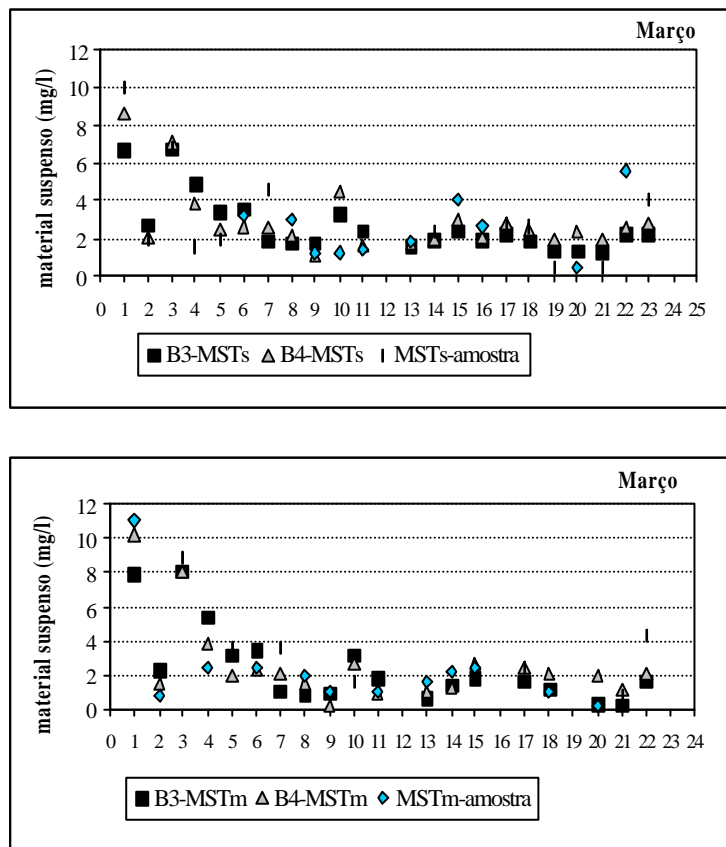 Março
material suspenso (mg/l)
12
10
8
6
4
2
0
0 1 2 3 4 5 6 7 8 9 10 11 12 13 14 15 16 17 18 19 20 21 22 23 24 25
B3-MSTs B4-MSTs MSTs-amostra
Março
material suspenso (mg/l)
12
10
8
6
4
2
0
0 1 2 3 4 5 6 7 8 9 10 11 12 13 14 15 16 17 18 19 20 21 22 23 24
B3-MSTm B4-MSTm MSTm-amostra